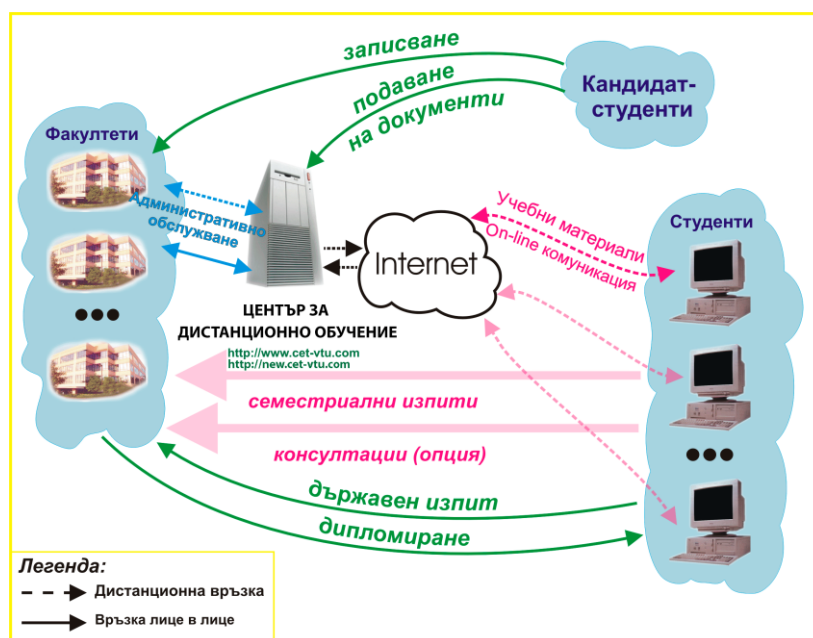 записване
подаване
на документи
Кандидат-
студенти
Факултети
Административно
обслужване
Internet
Учебни материали
On-line комуникация
Студенти
ЦЕНТЪР ЗА
ДИСТАНЦИОННО ОБУЧЕНИЕ
http://www.cet-vtu.com
http://new.cet-vtu.com
семестриални изпити
консултации (опция)
държавен изпит
дипломиране
Легенда:
Дистанционна връзка
Връзка лице в лице